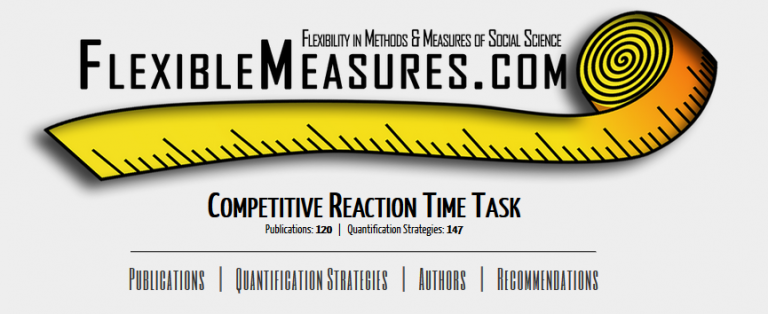 Flexibility in Methods & Measures of Social Science
FlexibleMeasures.com
Competitive Reaction Time Task
Publications: 120 | Quantification Strategies: 147
Publications | Quantification Strategies | Authors | Recommendations